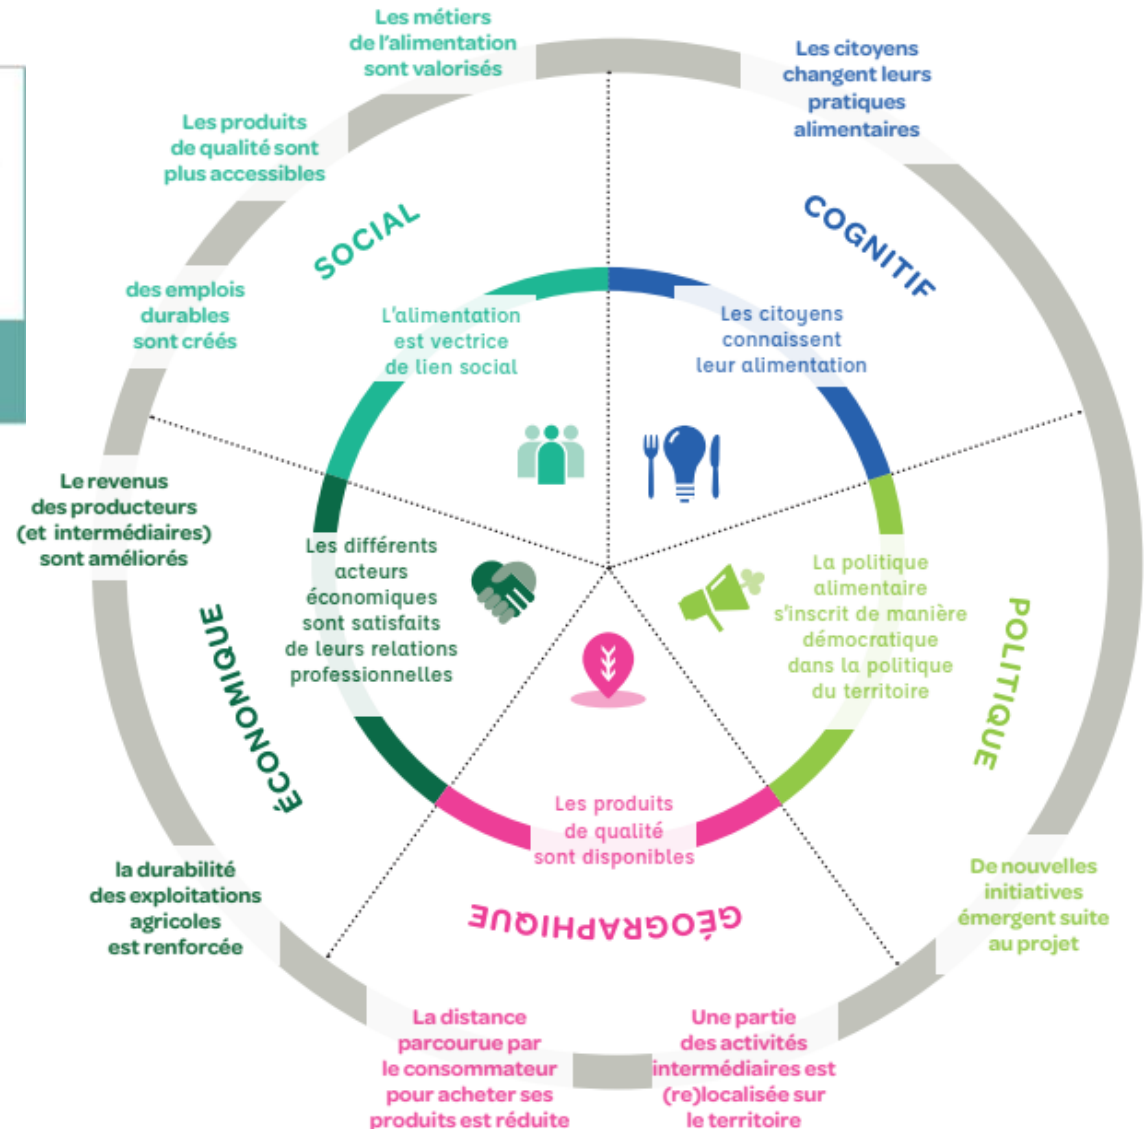 Les métiers
de l'alimentation
sont valorisés
Les citoyens
changent leurs
pratiques
alimentaires
Les produits
de qualité sont
plus accessibles
SOCIAL
COGNITIF
des emplois
durables
sont créés
L'alimentation
est vectrice
de lien social
Les citoyens
connaissent
leur alimentation
Le revenus
des producteurs
(et intermédiaires)
sont améliorés
Les différents
acteurs
économiques
sont satisfaits
de leurs relations
professionnelles
La politique
alimentaire
s'inscrit de manière
démocratique
dans la politique
du territoire
ÉCONOMIQUE
POLITIQUE
Les produits
de qualité
sont disponibles
GÉOGRAPHIQUE
la durabilité
des exploitations
agricoles
est renforcée
De nouvelles
initiatives
émergent suite
au projet
La distance
parcourue par
le consommateur
pour acheter ses
produits est réduite
Une partie
des activités
intermédiaires est
(re)localisée sur
le territoire